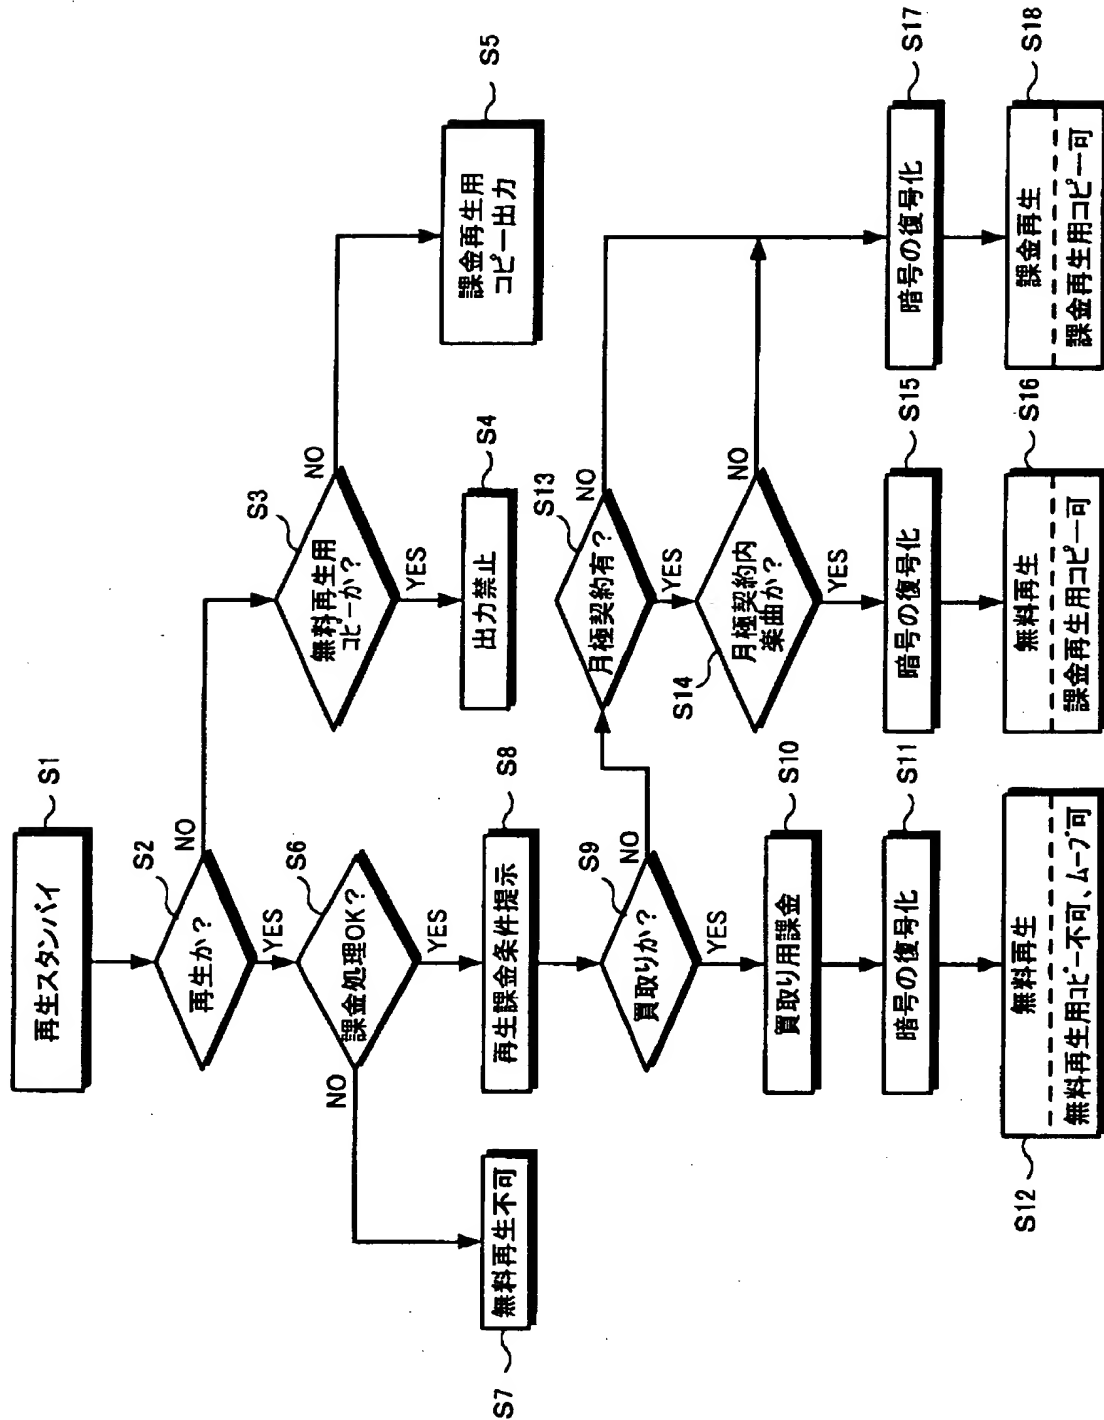 再生スタンバイ
S1
再生か?
S2
NO
YES
無料再生用
コピーか?
S3
NO
YES
出力禁止
S4
課金再生用
コピー出力
S5
課金処理OK?
S6
NO
YES
無料再生不可
S7
再生課金条件提示
S8
買取りか?
S9
NO
YES
買取り用課金
S10
暗号の復号化
S11
無料再生
無料再生用コピー不可、ムーブ可
S12
月極契約有?
S13
NO
YES
月極契約内
楽曲か?
S14
NO
YES
暗号の復号化
S15
無料再生
課金再生用コピー可
S16
暗号の復号化
S17
課金再生
課金再生用コピー可
S18